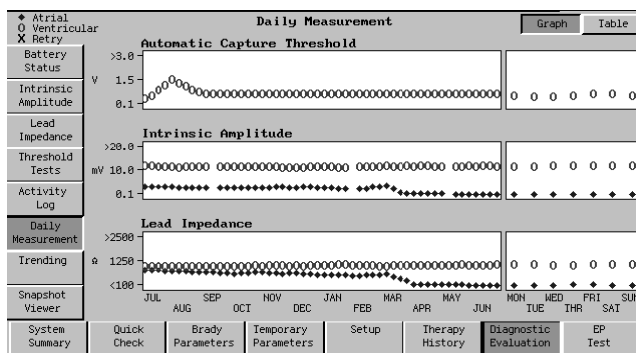 ◆ Atrial
O Ventricular
X Retry
Daily Measurement
Graph
Table
Battery Status
Intrinsic Amplitude
Lead Impedance
Threshold Tests
Activity Log
Daily Measurement
Trending
Snapshot Viewer
Automatic Capture Threshold
>3.0
V 1.5
0.1
Intrinsic Amplitude
>20.0
mV 10.0
0.1
Lead Impedance
>2500
Ω 1250
<100
JUL SEP NOV JAN MAR MAY MON WED FRI SUN
AUG OCT DEC FEB APR JUN TUE THR SAT
System Summary
Quick Check
Brady Parameters
Temporary Parameters
Setup
Therapy History
Diagnostic Evaluation
EP Test